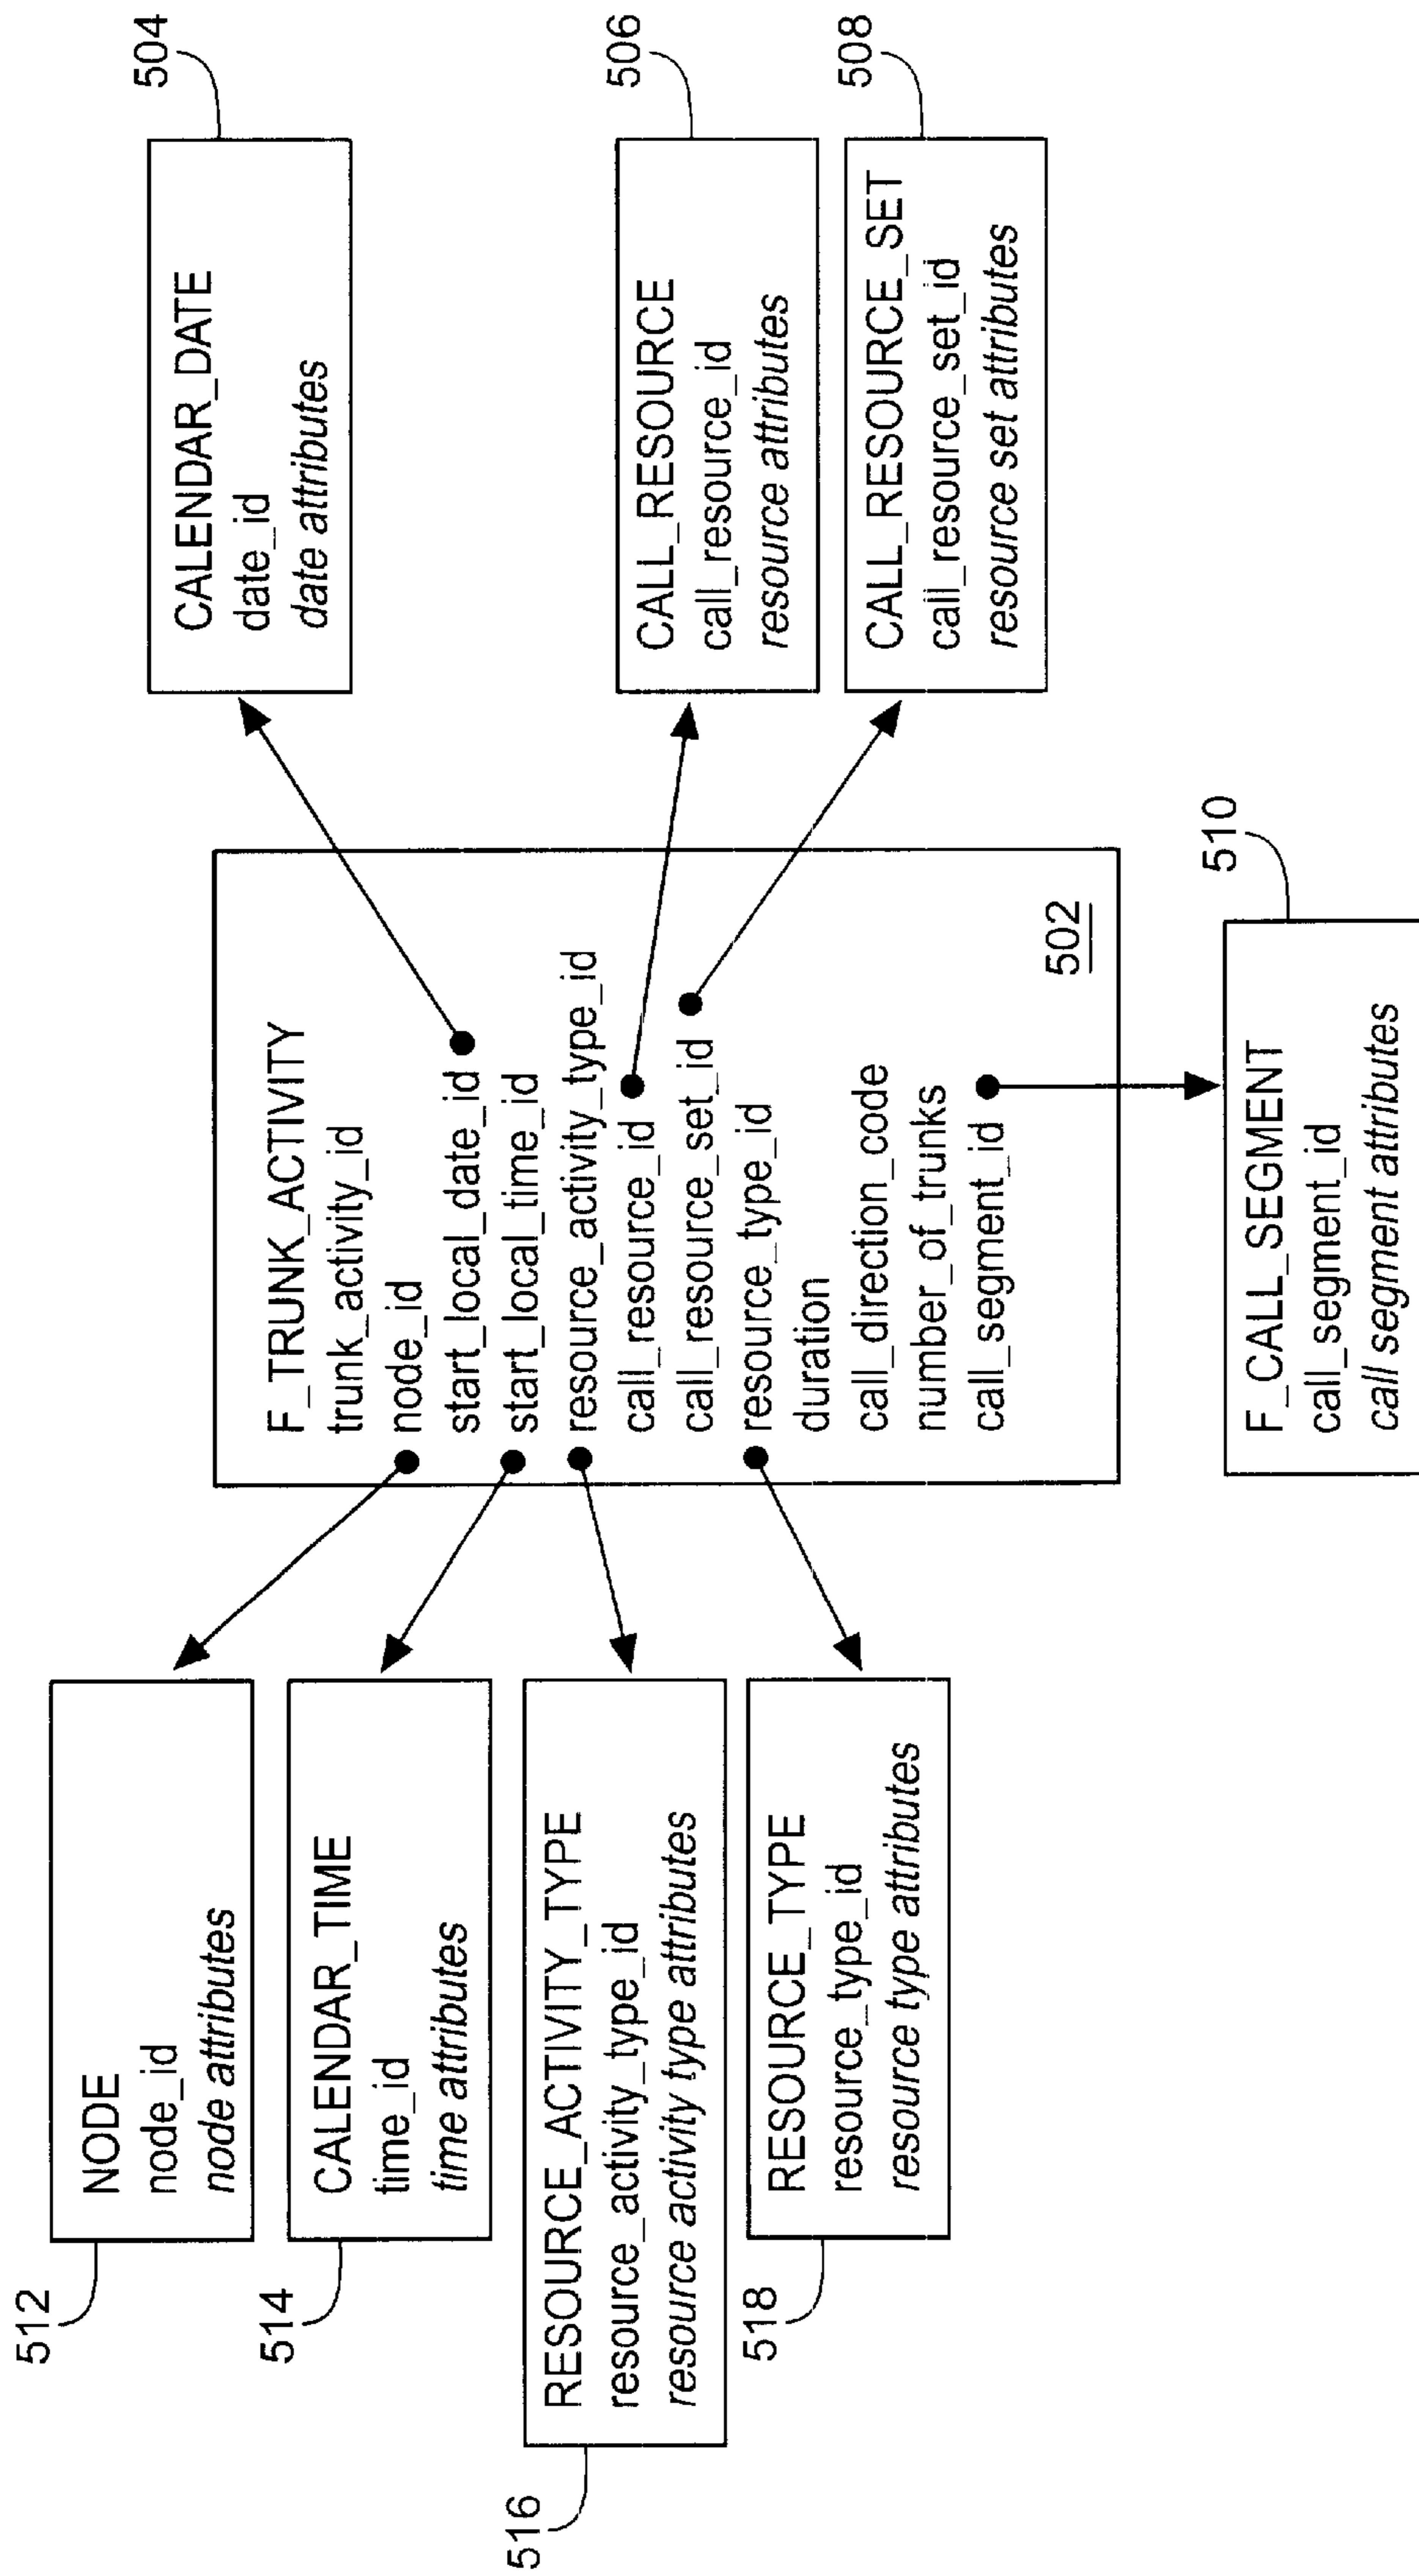 512
NODE
node_id
node attributes
514
CALENDAR_TIME
time_id
time attributes
516
RESOURCE_ACTIVITY_TYPE
resource_activity_type_id
resource activity type attributes
518
RESOURCE_TYPE
resource_type_id
resource type attributes
F_TRUNK_ACTIVITY
trunk_activity_id
node_id
start_local_date_id
start_local_time_id
resource_activity_type_id
call_resource_id
call_resource_set_id
resource_type_id
duration
call_direction_code
number_of_trunks
call_segment_id
502
F_CALL_SEGMENT
call_segment_id
call segment attributes
510
504
CALENDAR_DATE
date_id
date attributes
506
CALL_RESOURCE
call_resource_id
resource attributes
508
CALL_RESOURCE_SET
call_resource_set_id
resource set attributes